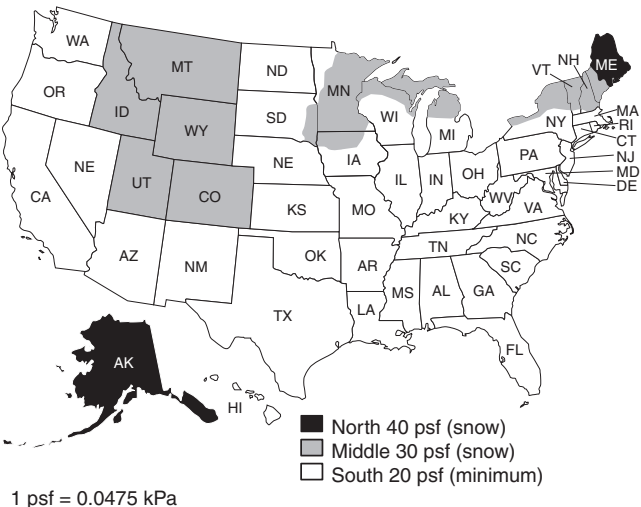 WA
MT
ND
MN
VT
NH
ME
OR
ID
WY
SD
WI
MI
NY
MA
RI
CT
NJ
MD
DE
NE
IA
PA
CA
UT
CO
NE
IL
IN
OH
WV
VA
KS
MO
KY
AZ
NM
OK
AR
TN
NC
SC
TX
LA
MS
AL
GA
FL
AK
HI
North 40 psf (snow)
Middle 30 psf (snow)
South 20 psf (minimum)
1 psf = 0.0475 kPa